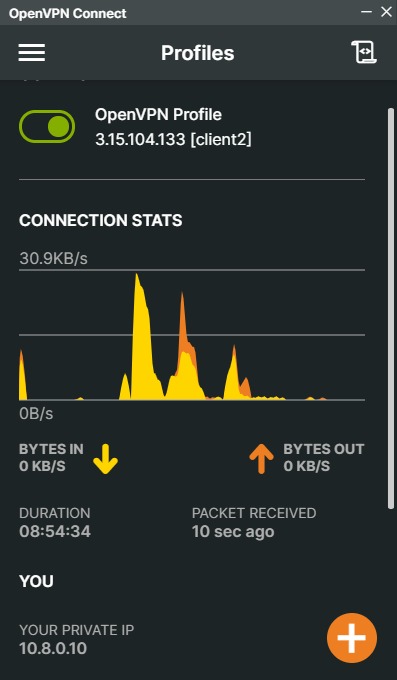 OpenVPN Connect
Profiles
OpenVPN Profile
3.15.104.133 [client2]
CONNECTION STATS
30.9KB/s
0B/s
BYTES IN
0 KB/S
BYTES OUT
0 KB/S
DURATION
08:54:34
PACKET RECEIVED
10 sec ago
YOU
YOUR PRIVATE IP
10.8.0.10